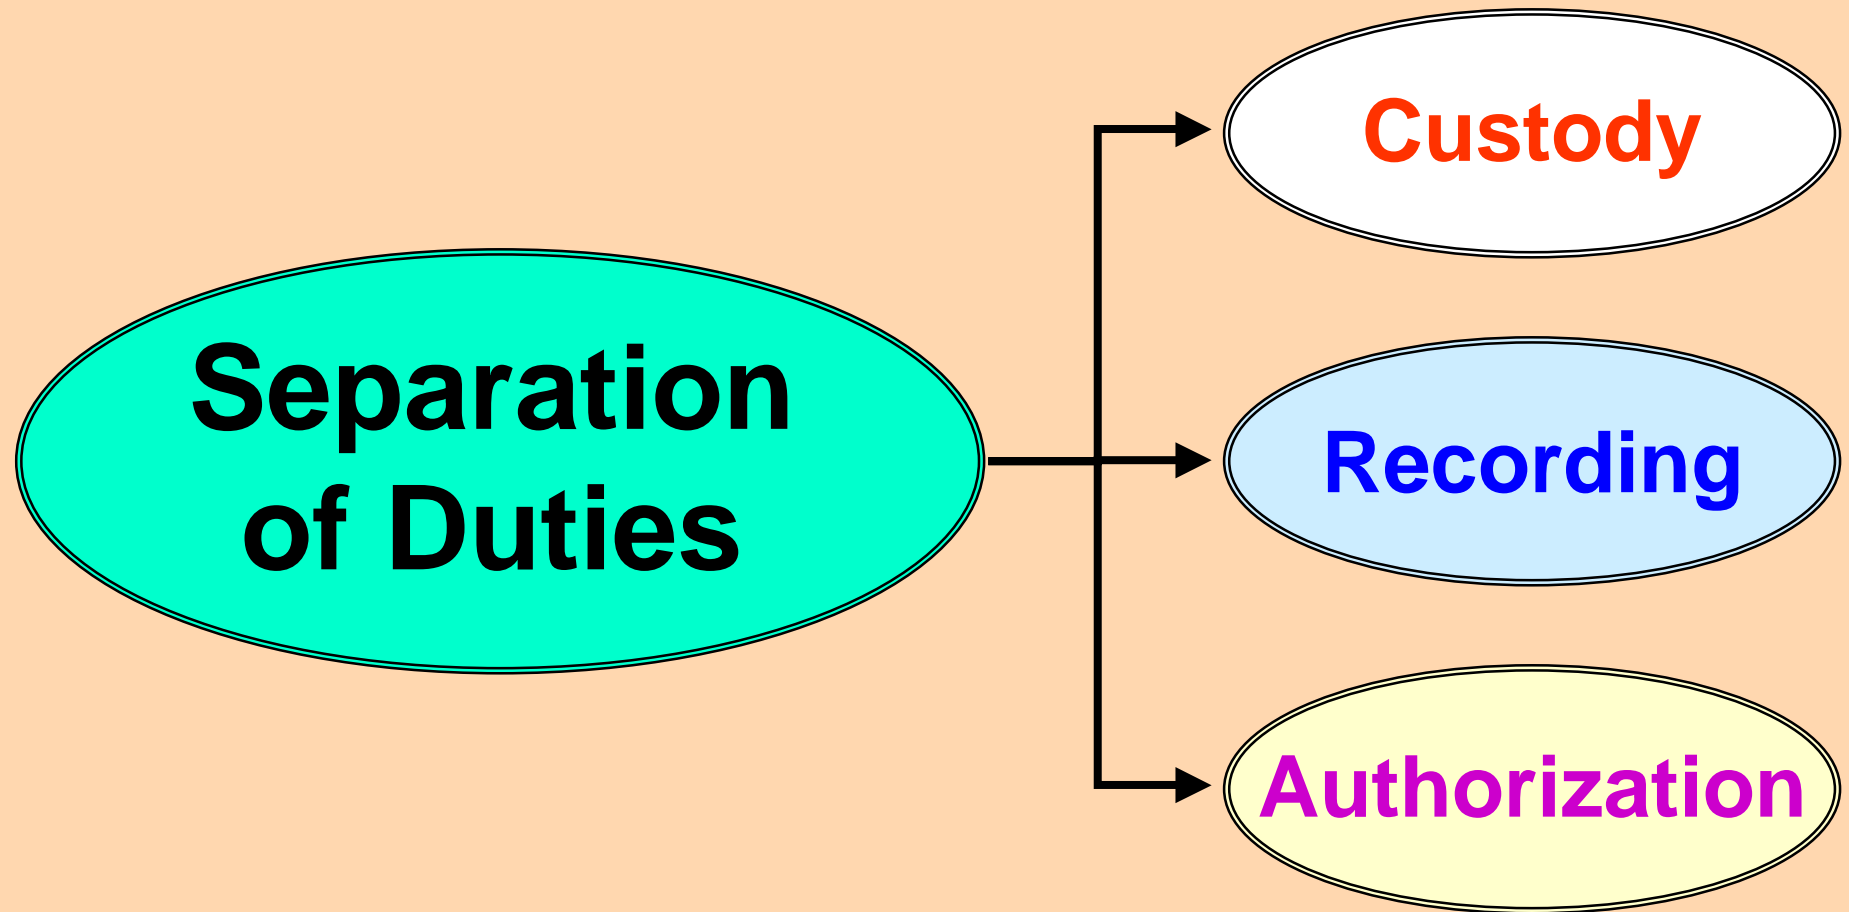 Separation
of Duties
Custody
Recording
Authorization